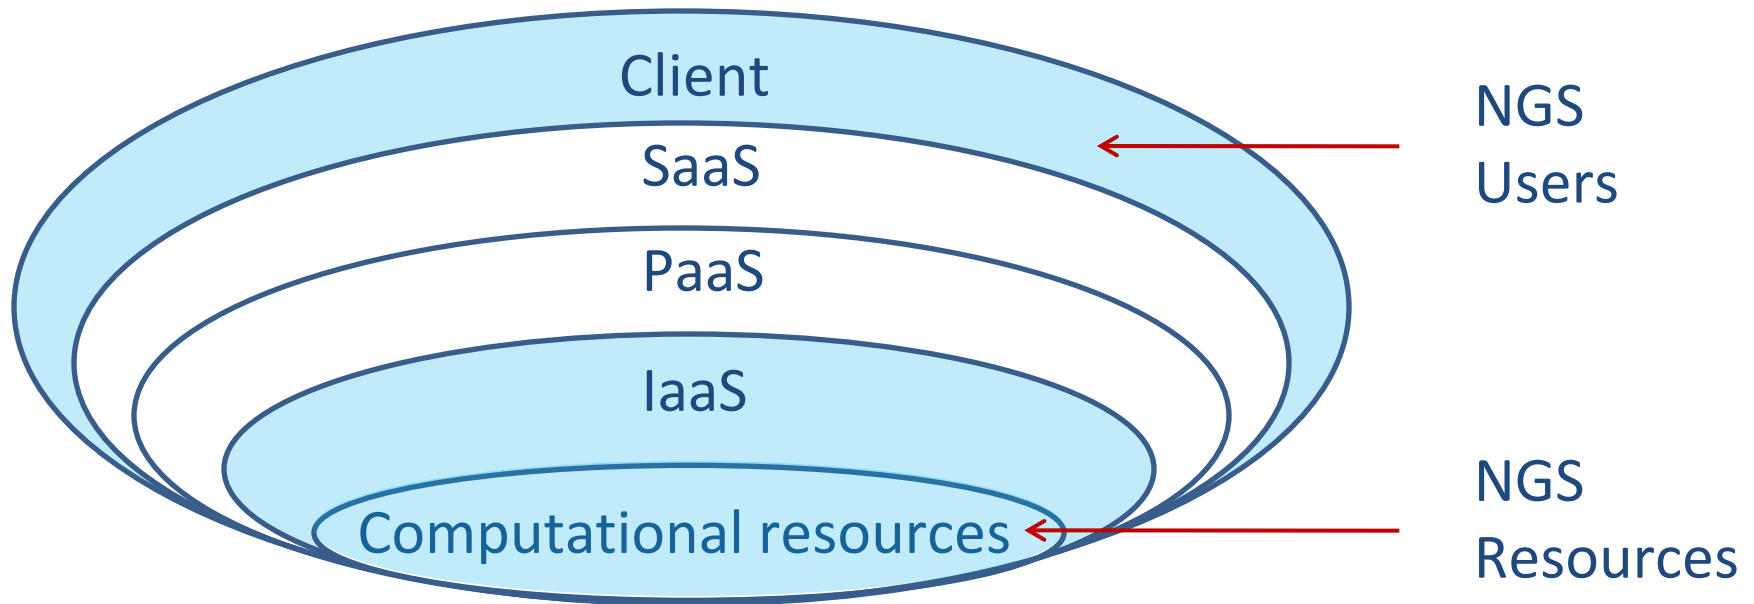 Client
NGS
Users
SaaS
PaaS
IaaS
NGS
Resources
Computational resources